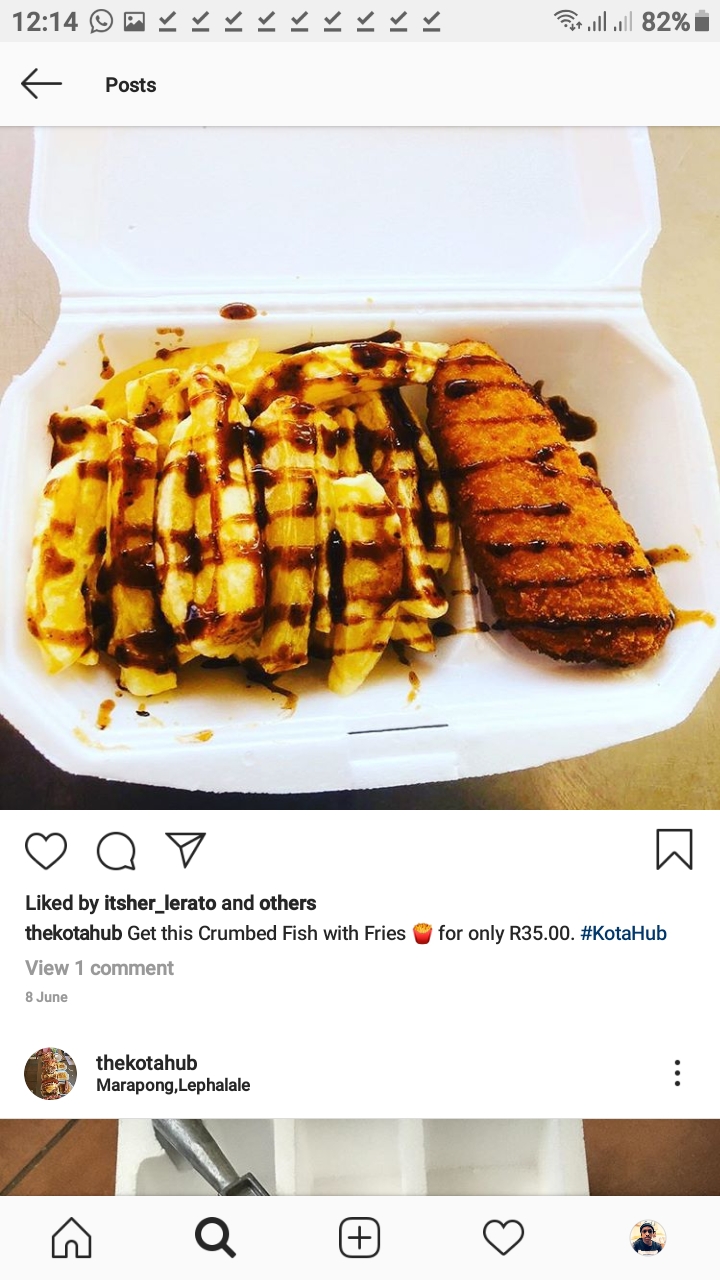 12:14 82%
Posts
Liked by itsher_lerato and others
thekotahub Get this Crumbed Fish with Fries 🍟 for only R35.00. #KotaHub
View 1 comment
8 June
thekotahub
Marapong,Lephalale